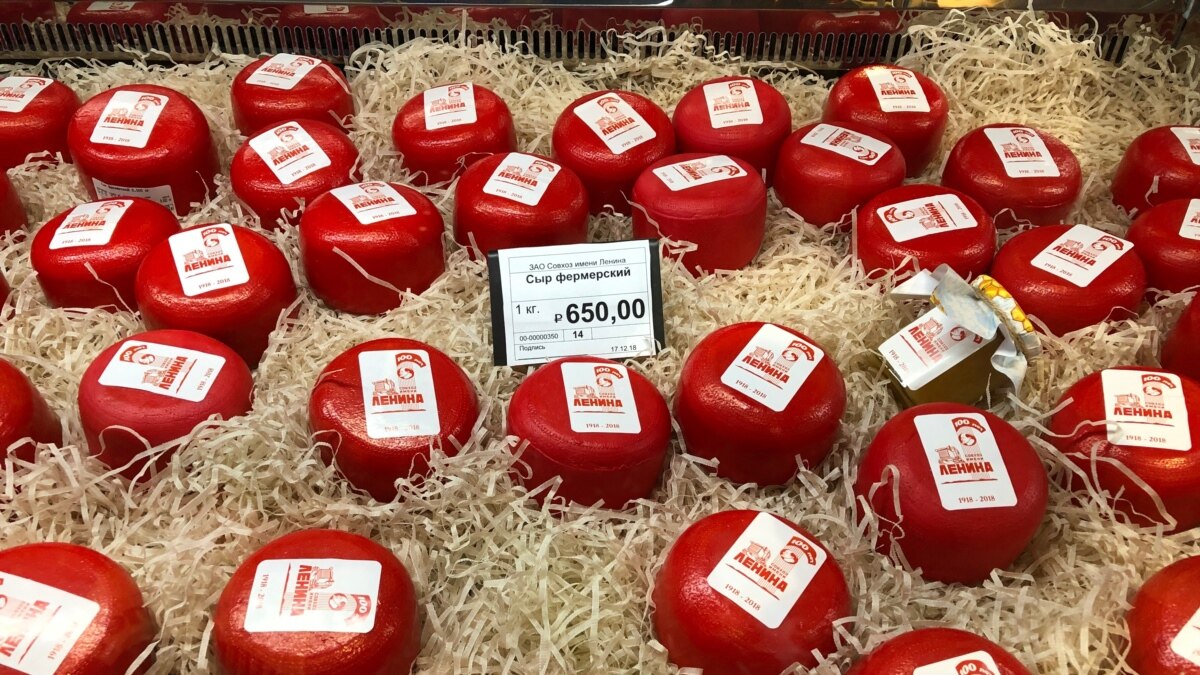 ЗАО Совхоз имени Ленина
Сыр фермерский
1 кг. ₽ 650,00
00-00000350 14
Подпись 17.12.18
100 лет
СОВХОЗ
ИМЕНИ
ЛЕНИНА
1918 - 2018